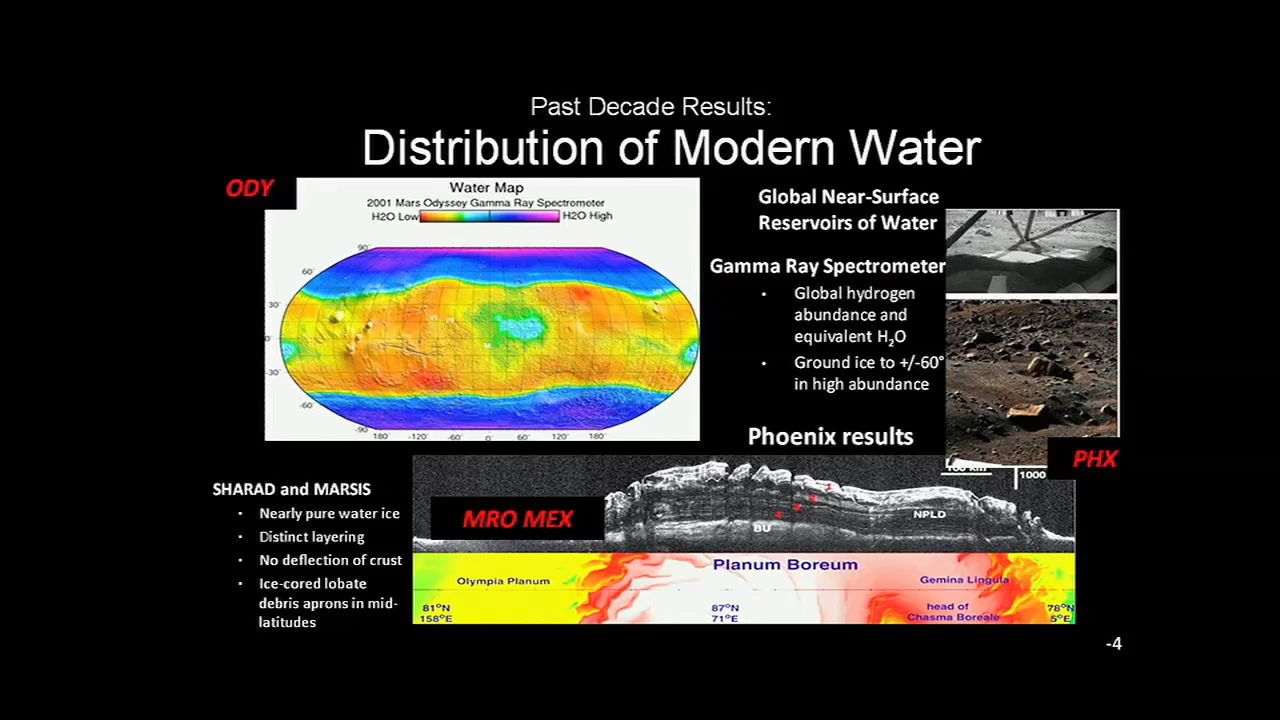 Past Decade Results:
Distribution of Modern Water
ODY
Water Map
2001 Mars Odyssey Gamma Ray Spectrometer
H2O Low
H2O High
90°
60°
30°
0°
-30°
-60°
-90°
180° -120° -60° 0° 60° 120° 180°
Global Near-Surface
Reservoirs of Water
Gamma Ray Spectrometer
• Global hydrogen
abundance and
equivalent H₂O
• Ground ice to +/-60°
in high abundance
Phoenix results
PHX
SHARAD and MARSIS
• Nearly pure water ice
• Distinct layering
• No deflection of crust
• Ice-cored lobate
debris aprons in mid-
latitudes
MRO MEX
100 km
1000
BU
NPLD
Planum Boreum
Olympia Planum
Gemina Lingula
81°N
158°E
87°N
71°E
head of
Chasma Boreale
78°N
5°E
-4